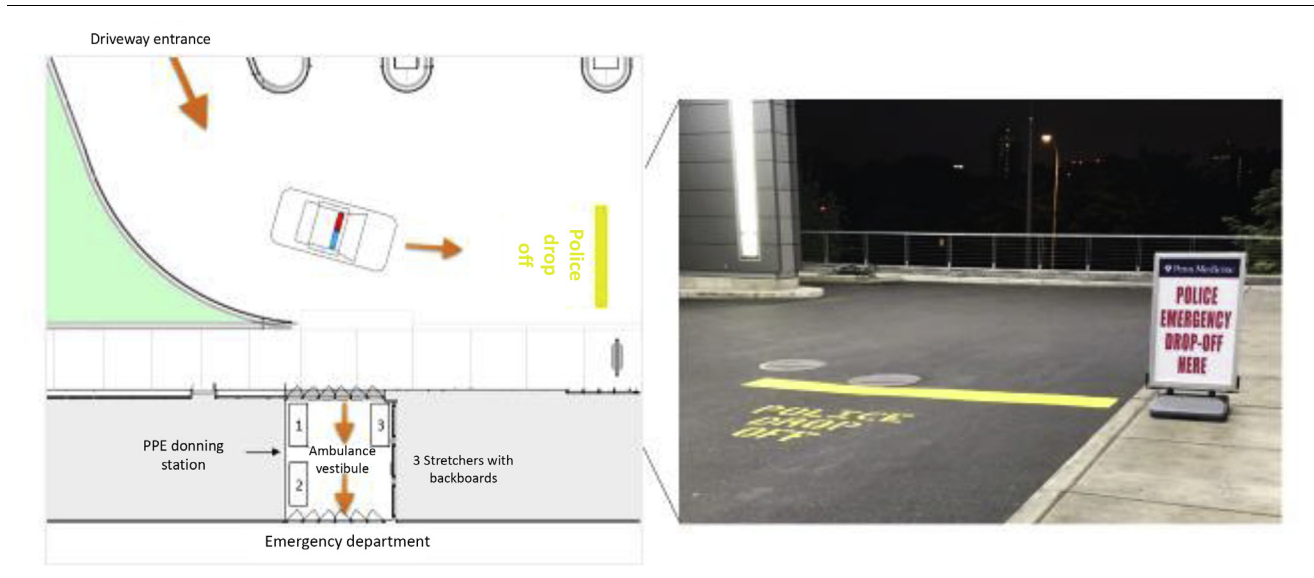 Driveway entrance
Police
drop
off
PPE donning
station
1
2
3
Ambulance
vestibule
3 Stretchers with
backboards
Emergency department
Penn Medicine
POLICE
EMERGENCY
DROP-OFF
HERE
POLICE
DROP
OFF